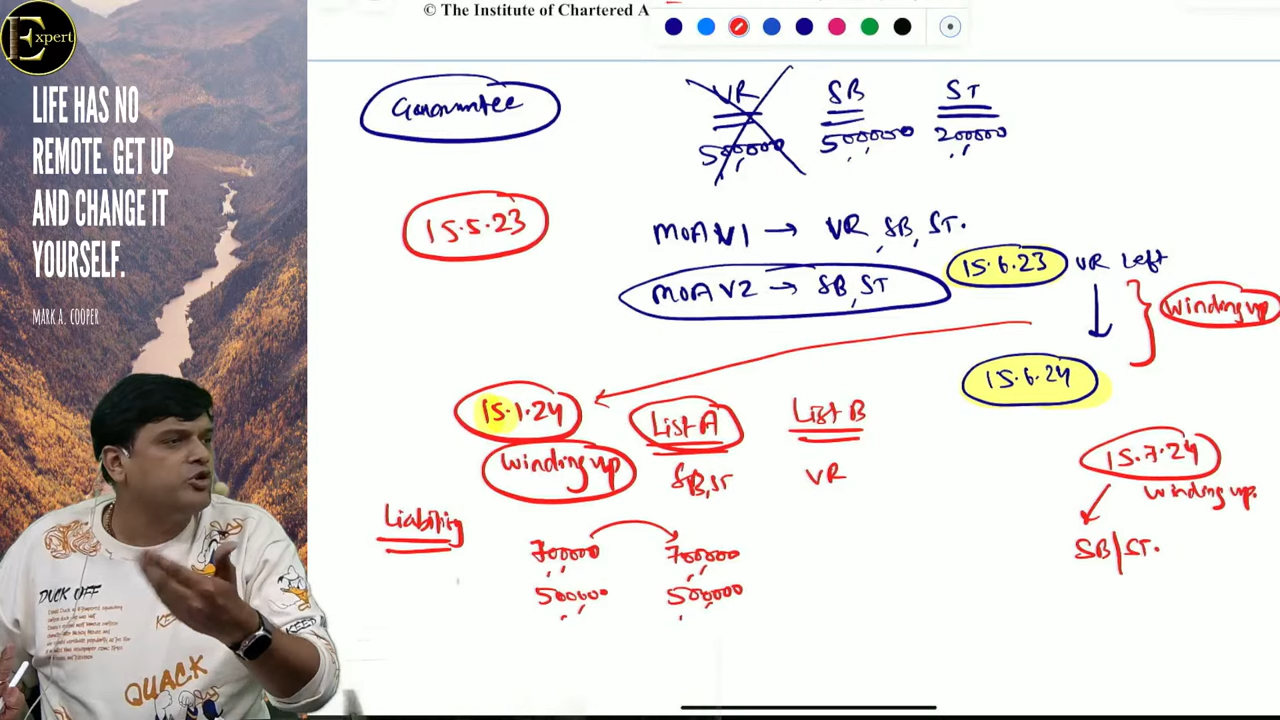 © The Institute of Chartered A
Expert
LIFE HAS NO
REMOTE. GET UP
AND CHANGE IT
YOURSELF.
MARK A. COOPER
Guarantee
VR SB ST
500000 500000 200000
15.5.23
MOA V1 → VR, SB, ST.
MOA V2 → SB, ST
15.6.23 VR Left
Winding up
15.6.24
15.1.24 List A List B
Winding up SB, ST VR
15.7.24
Winding up.
SB/ST.
Liability
700000 700000
500000 500000
DUCK OFF
QUACK